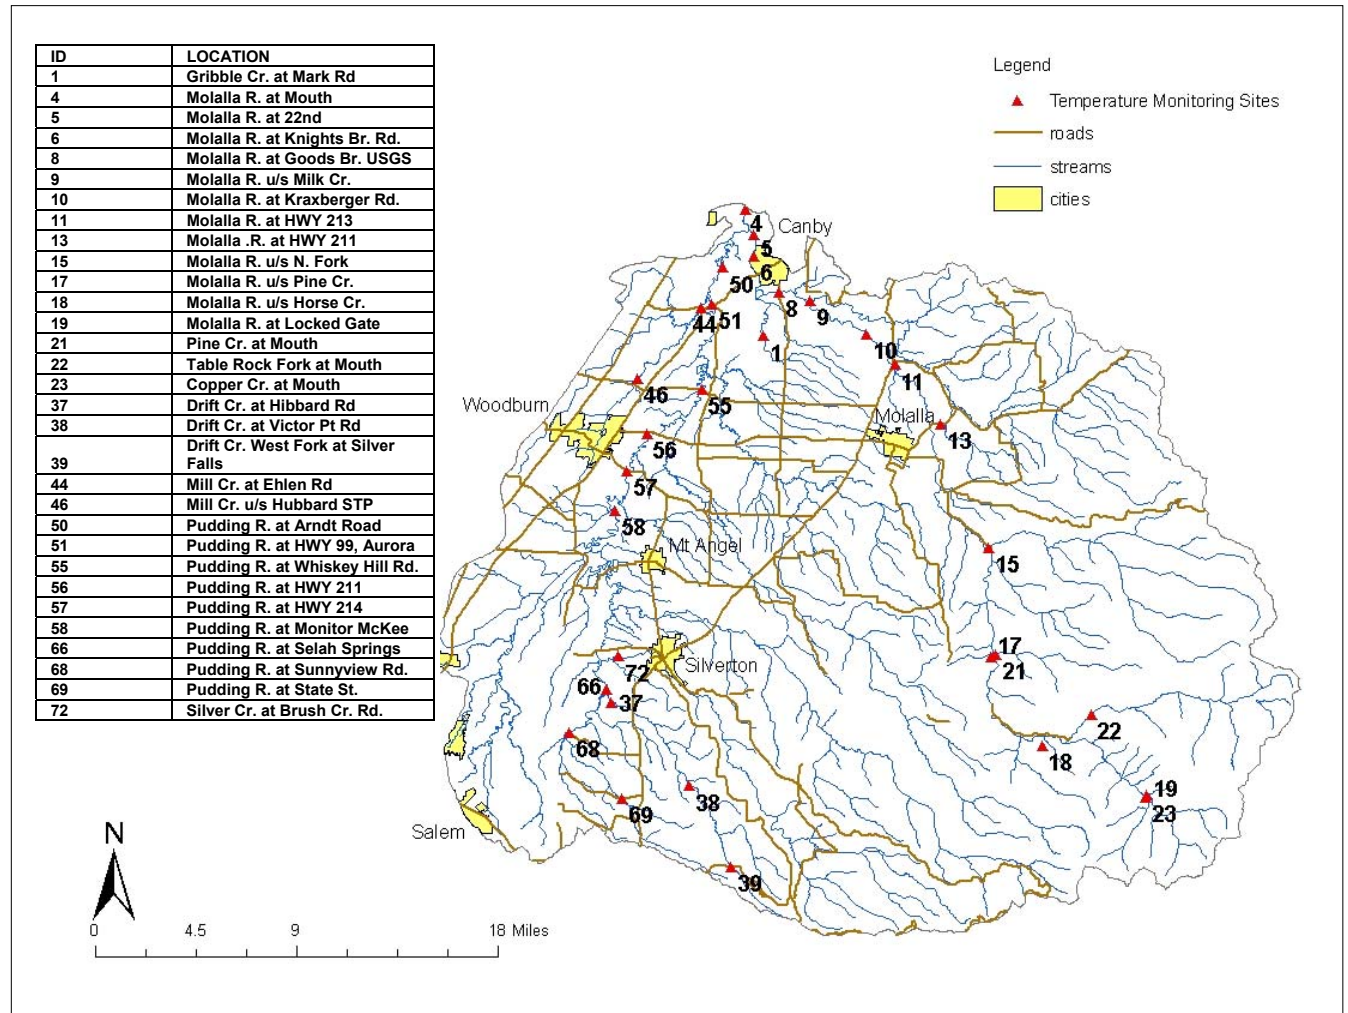 ID LOCATION
1 Gribble Cr. at Mark Rd
4 Molalla R. at Mouth
5 Molalla R. at 22nd
6 Molalla R. at Knights Br. Rd.
8 Molalla R. at Goods Br. USGS
9 Molalla R. u/s Milk Cr.
10 Molalla R. at Kraxberger Rd.
11 Molalla R. at HWY 213
13 Molalla .R. at HWY 211
15 Molalla R. u/s N. Fork
17 Molalla R. u/s Pine Cr.
18 Molalla R. u/s Horse Cr.
19 Molalla R. at Locked Gate
21 Pine Cr. at Mouth
22 Table Rock Fork at Mouth
23 Copper Cr. at Mouth
37 Drift Cr. at Hibbard Rd
38 Drift Cr. at Victor Pt Rd
Drift Cr. West Fork at Silver
39 Falls
44 Mill Cr. at Ehlen Rd
46 Mill Cr. u/s Hubbard STP
50 Pudding R. at Arndt Road
51 Pudding R. at HWY 99, Aurora
55 Pudding R. at Whiskey Hill Rd.
56 Pudding R. at HWY 211
57 Pudding R. at HWY 214
58 Pudding R. at Monitor McKee
66 Pudding R. at Selah Springs
68 Pudding R. at Sunnyview Rd.
69 Pudding R. at State St.
72 Silver Cr. at Brush Cr. Rd.
Legend
Temperature Monitoring Sites
roads
streams
cities
4
Canby
5
6
50
8
9
44
51
1
10
11
46
55
Woodburn
Molalla
56
13
57
58
Mt Angel
15
72
Silverton
17
21
66
37
68
22
18
38
69
19
23
Salem
39
N
0 4.5 9 18 Miles